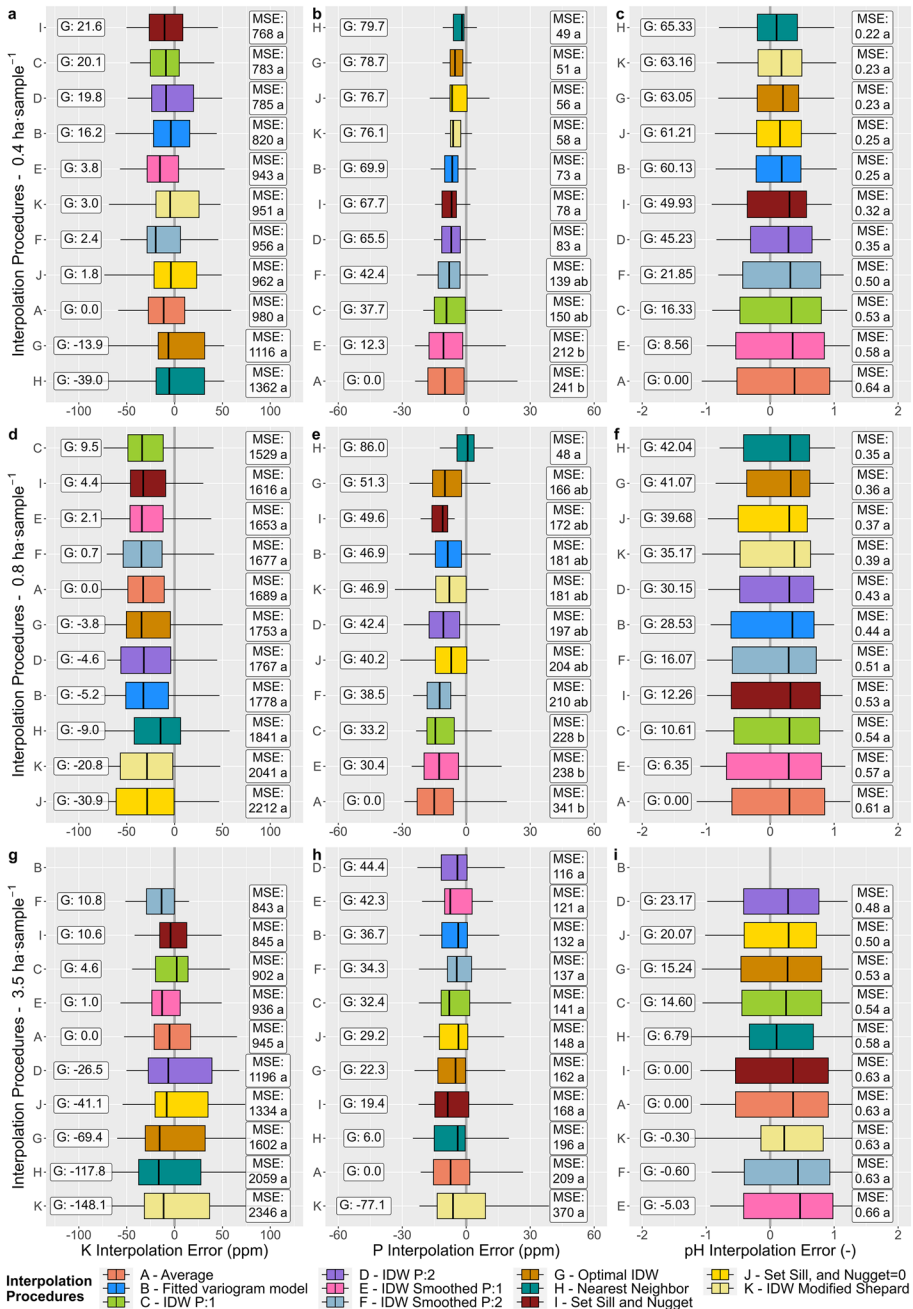 a
b
c
Interpolation Procedures - 0.4 ha·sample⁻¹
I
G: 21.6
MSE:
768 a
C
G: 20.1
MSE:
783 a
D
G: 19.8
MSE:
785 a
B
G: 16.2
MSE:
820 a
E
G: 3.8
MSE:
943 a
K
G: 3.0
MSE:
951 a
F
G: 2.4
MSE:
956 a
J
G: 1.8
MSE:
962 a
A
G: 0.0
MSE:
980 a
G
G: -13.9
MSE:
1116 a
H
G: -39.0
MSE:
1362 a
-100
-50
0
50
100
H
G: 79.7
MSE:
49 a
G
G: 78.7
MSE:
51 a
J
G: 76.7
MSE:
56 a
K
G: 76.1
MSE:
58 a
B
G: 69.9
MSE:
73 a
I
G: 67.7
MSE:
78 a
D
G: 65.5
MSE:
83 a
F
G: 42.4
MSE:
139 ab
C
G: 37.7
MSE:
150 ab
E
G: 12.3
MSE:
212 b
A
G: 0.0
MSE:
241 b
-60
-30
0
30
60
H
G: 65.33
MSE:
0.22 a
K
G: 63.16
MSE:
0.23 a
G
G: 63.05
MSE:
0.23 a
J
G: 61.21
MSE:
0.25 a
B
G: 60.13
MSE:
0.25 a
I
G: 49.93
MSE:
0.32 a
D
G: 45.23
MSE:
0.35 a
F
G: 21.85
MSE:
0.50 a
C
G: 16.33
MSE:
0.53 a
E
G: 8.56
MSE:
0.58 a
A
G: 0.00
MSE:
0.64 a
-1
0
1
2
d
e
f
Interpolation Procedures - 0.8 ha·sample⁻¹
C
G: 9.5
MSE:
1529 a
I
G: 4.4
MSE:
1616 a
E
G: 2.1
MSE:
1653 a
F
G: 0.7
MSE:
1677 a
A
G: 0.0
MSE:
1689 a
G
G: -3.8
MSE:
1753 a
D
G: -4.6
MSE:
1767 a
B
G: -5.2
MSE:
1778 a
H
G: -9.0
MSE:
1841 a
K
G: -20.8
MSE:
2041 a
J
G: -30.9
MSE:
2212 a
-100
-50
0
50
100
H
G: 86.0
MSE:
48 a
G
G: 51.3
MSE:
166 ab
I
G: 49.6
MSE:
172 ab
B
G: 46.9
MSE:
181 ab
K
G: 46.9
MSE:
181 ab
D
G: 42.4
MSE:
197 ab
J
G: 40.2
MSE:
204 ab
F
G: 38.5
MSE:
210 ab
C
G: 33.2
MSE:
228 b
E
G: 30.4
MSE:
238 b
A
G: 0.0
MSE:
341 b
-60
-30
0
30
60
H
G: 42.04
MSE:
0.35 a
G
G: 41.07
MSE:
0.36 a
J
G: 39.68
MSE:
0.37 a
K
G: 35.17
MSE:
0.39 a
D
G: 30.15
MSE:
0.43 a
B
G: 28.53
MSE:
0.44 a
F
G: 16.07
MSE:
0.51 a
I
G: 12.26
MSE:
0.53 a
C
G: 10.61
MSE:
0.54 a
E
G: 6.35
MSE:
0.57 a
A
G: 0.00
MSE:
0.61 a
-2
-1
0
1
2
g
h
i
Interpolation Procedures - 3.5 ha·sample⁻¹
B
F
G: 10.8
MSE:
843 a
I
G: 10.6
MSE:
845 a
C
G: 4.6
MSE:
902 a
E
G: 1.0
MSE:
936 a
A
G: 0.0
MSE:
945 a
D
G: -26.5
MSE:
1196 a
J
G: -41.1
MSE:
1334 a
G
G: -69.4
MSE:
1602 a
H
G: -117.8
MSE:
2059 a
K
G: -148.1
MSE:
2346 a
-100
-50
0
50
100
K Interpolation Error (ppm)
D
G: 44.4
MSE:
116 a
E
G: 42.3
MSE:
121 a
B
G: 36.7
MSE:
132 a
F
G: 34.3
MSE:
137 a
C
G: 32.4
MSE:
141 a
J
G: 29.2
MSE:
148 a
G
G: 22.3
MSE:
162 a
I
G: 19.4
MSE:
168 a
H
G: 6.0
MSE:
196 a
A
G: 0.0
MSE:
209 a
K
G: -77.1
MSE:
370 a
-60
-30
0
30
60
P Interpolation Error (ppm)
B
D
G: 23.17
MSE:
0.48 a
J
G: 20.07
MSE:
0.50 a
G
G: 15.24
MSE:
0.53 a
C
G: 14.60
MSE:
0.54 a
H
G: 6.79
MSE:
0.58 a
I
G: 0.00
MSE:
0.63 a
A
G: 0.00
MSE:
0.63 a
K
G: -0.30
MSE:
0.63 a
F
G: -0.60
MSE:
0.63 a
E
G: -5.03
MSE:
0.66 a
-2
-1
0
1
2
pH Interpolation Error (-)
Interpolation
Procedures
A - Average
B - Fitted variogram model
C - IDW P:1
D - IDW P:2
E - IDW Smoothed P:1
F - IDW Smoothed P:2
G - Optimal IDW
H - Nearest Neighbor
I - Set Sill and Nugget
J - Set Sill, and Nugget=0
K - IDW Modified Shepard